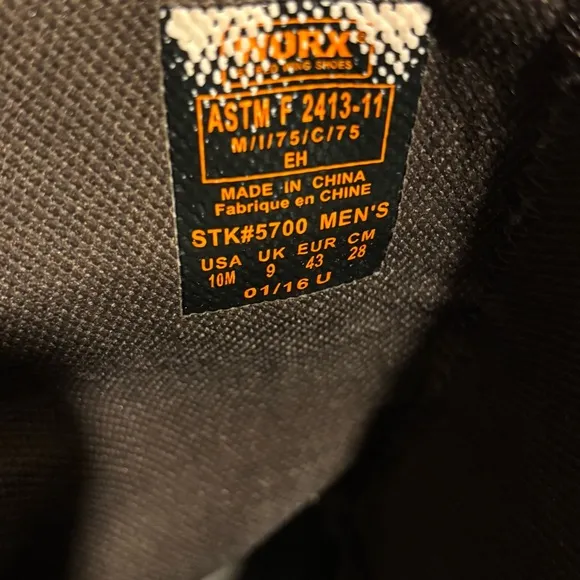 WORX
SHOES
ASTM F 2413-11
M/I/75/C/75
EH
MADE IN CHINA
Fabrique en CHINE
STK#5700 MEN'S
USA UK EUR CM
10M 9 43 28
01/16 U